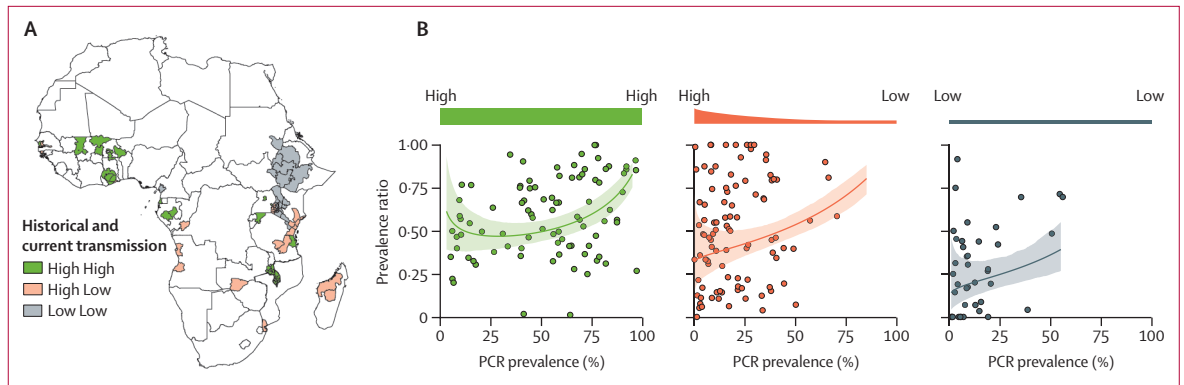 A
B
Historical and
current transmission
High High
High Low
Low Low
High High
High Low
Low Low
Prevalence ratio
1·00
0·75
0·50
0·25
0
0 25 50 75 100
0 25 50 75 100
0 25 50 75 100
PCR prevalence (%)
PCR prevalence (%)
PCR prevalence (%)